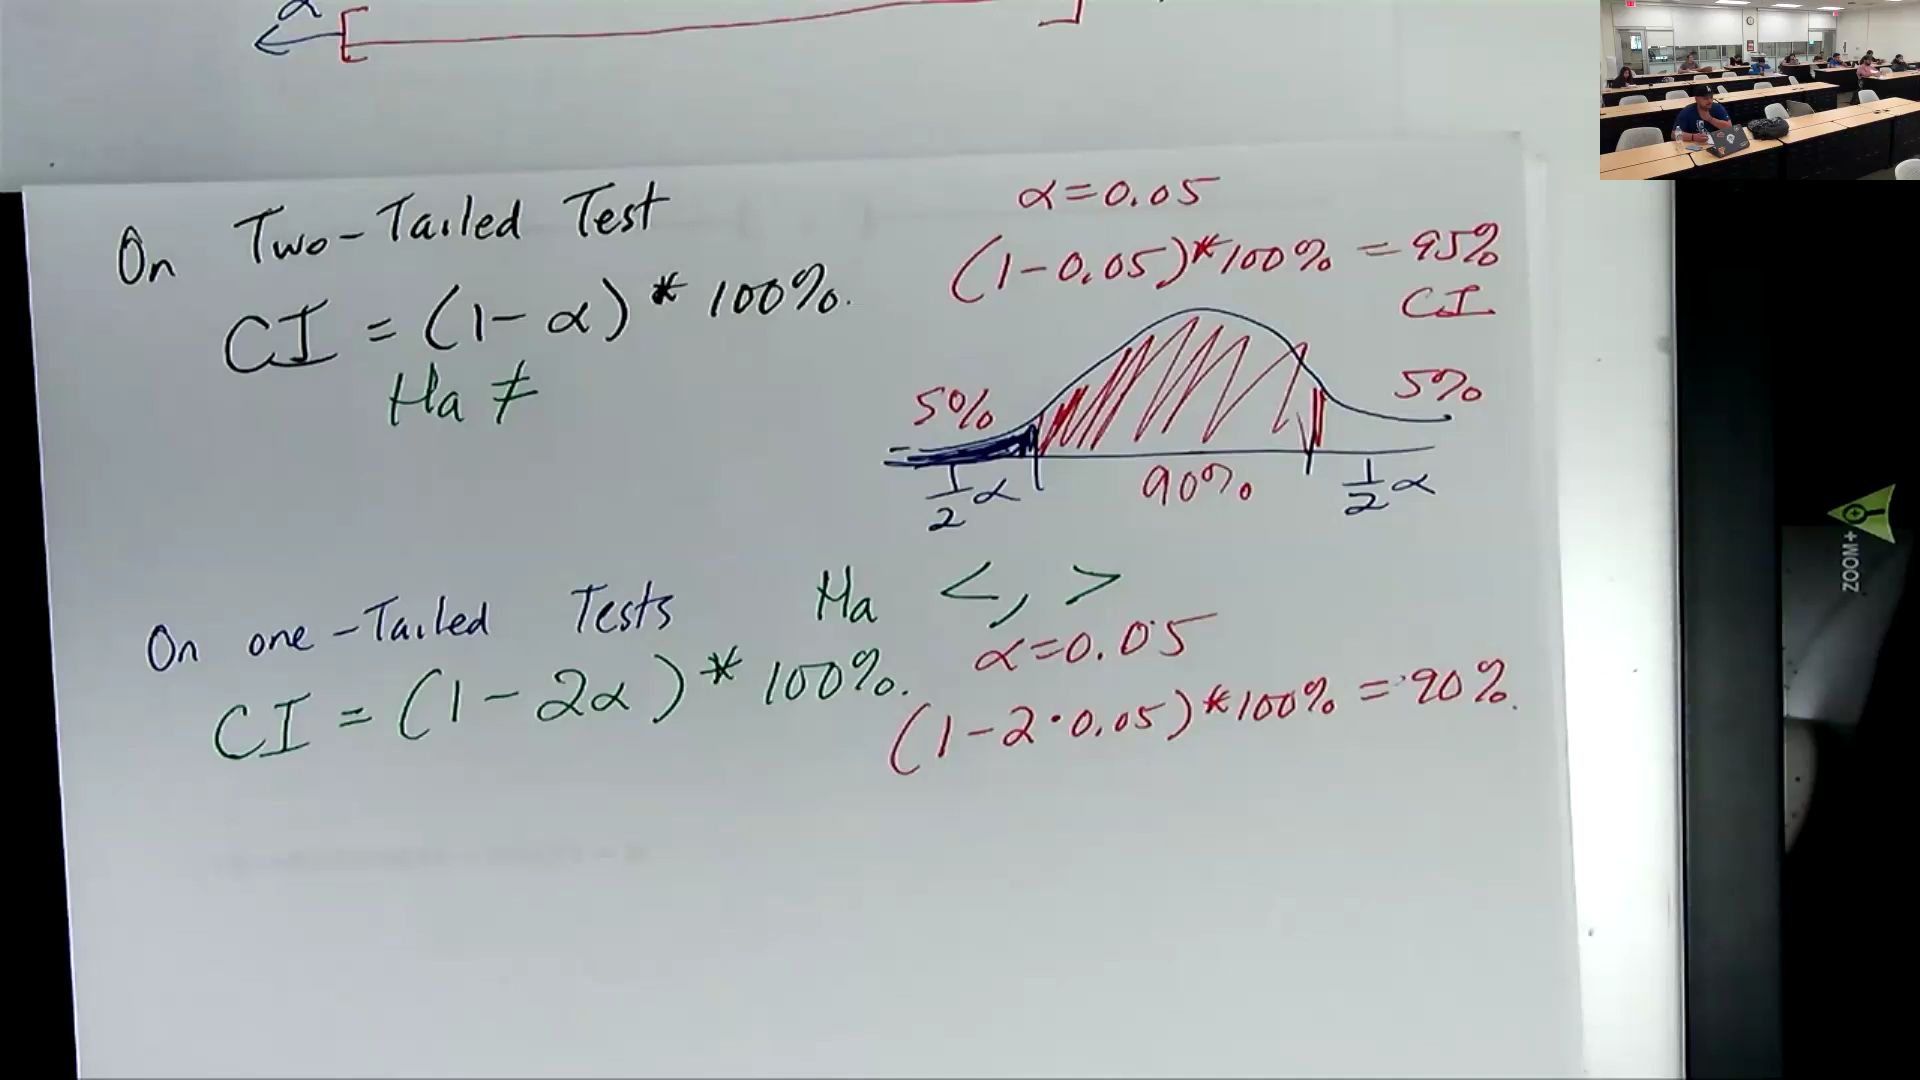 α
On Two-Tailed Test
CI = (1 - α) * 100%.
Ha ≠
α = 0.05
(1 - 0.05) * 100% = 95%
CI
5%
5%
1/2 α
90%
1/2 α
On one-Tailed Tests Ha <, >
CI = (1 - 2α) * 100%.
α = 0.05
(1 - 2 · 0.05) * 100% = 90%.
ZOOM+